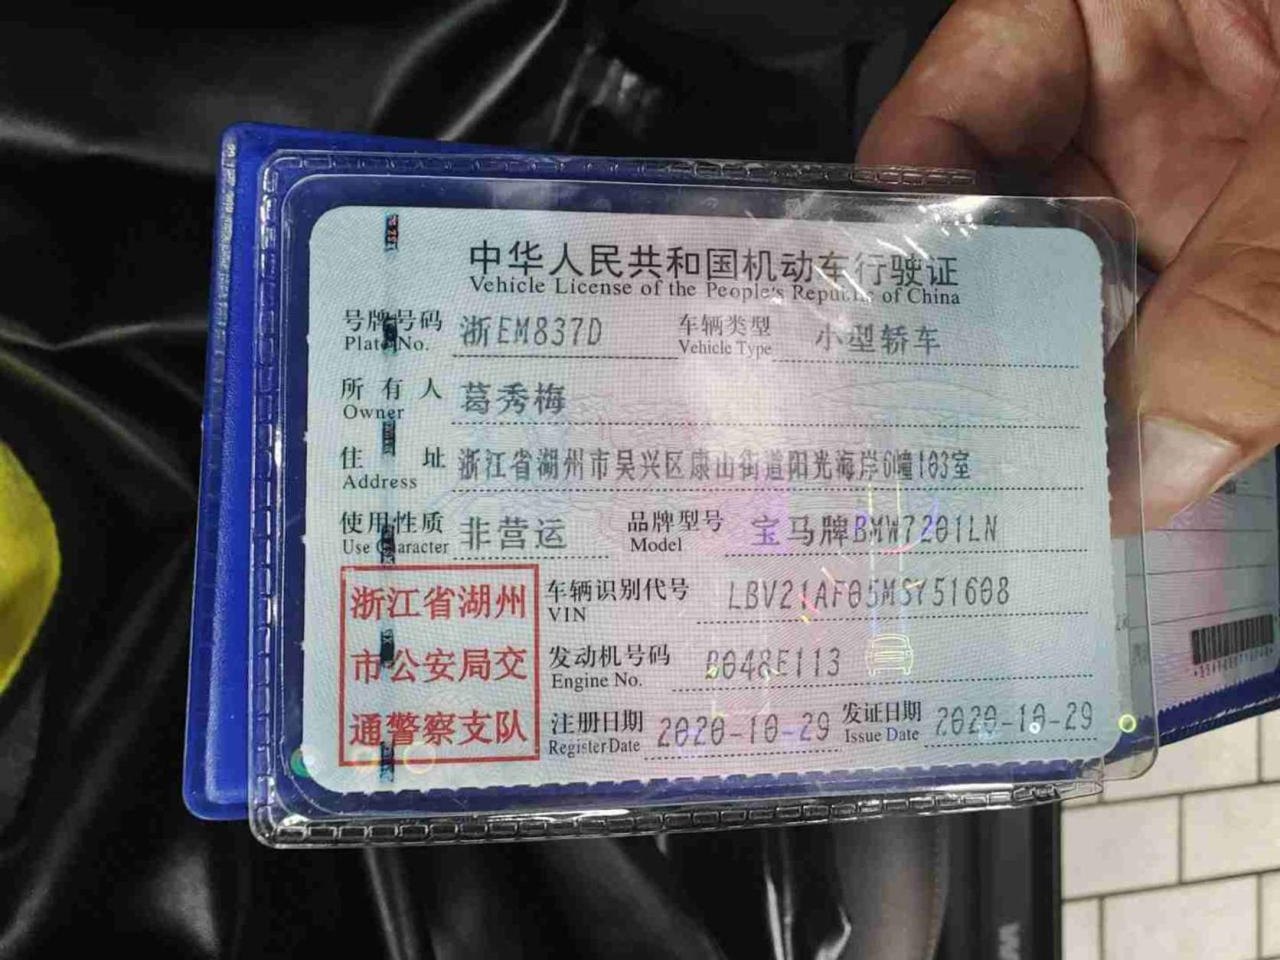 中华人民共和国机动车行驶证
Vehicle License of the People's Republic of China
号牌号码 浙EM837D 车辆类型 小型轿车
Plate No. Vehicle Type
所有人 葛秀梅
Owner
住址 浙江省湖州市吴兴区康山街道阳光海岸6幢103室
Address
使用性质 非营运 品牌型号 宝马牌BMW7201LN
Use Character Model
浙江省湖州 车辆识别代号 LBV21AF05MSY51608
VIN
市公安局交 发动机号码 B048E113
Engine No.
通警察支队 注册日期 2020-10-29 发证日期 2020-10-29
Register Date Issue Date